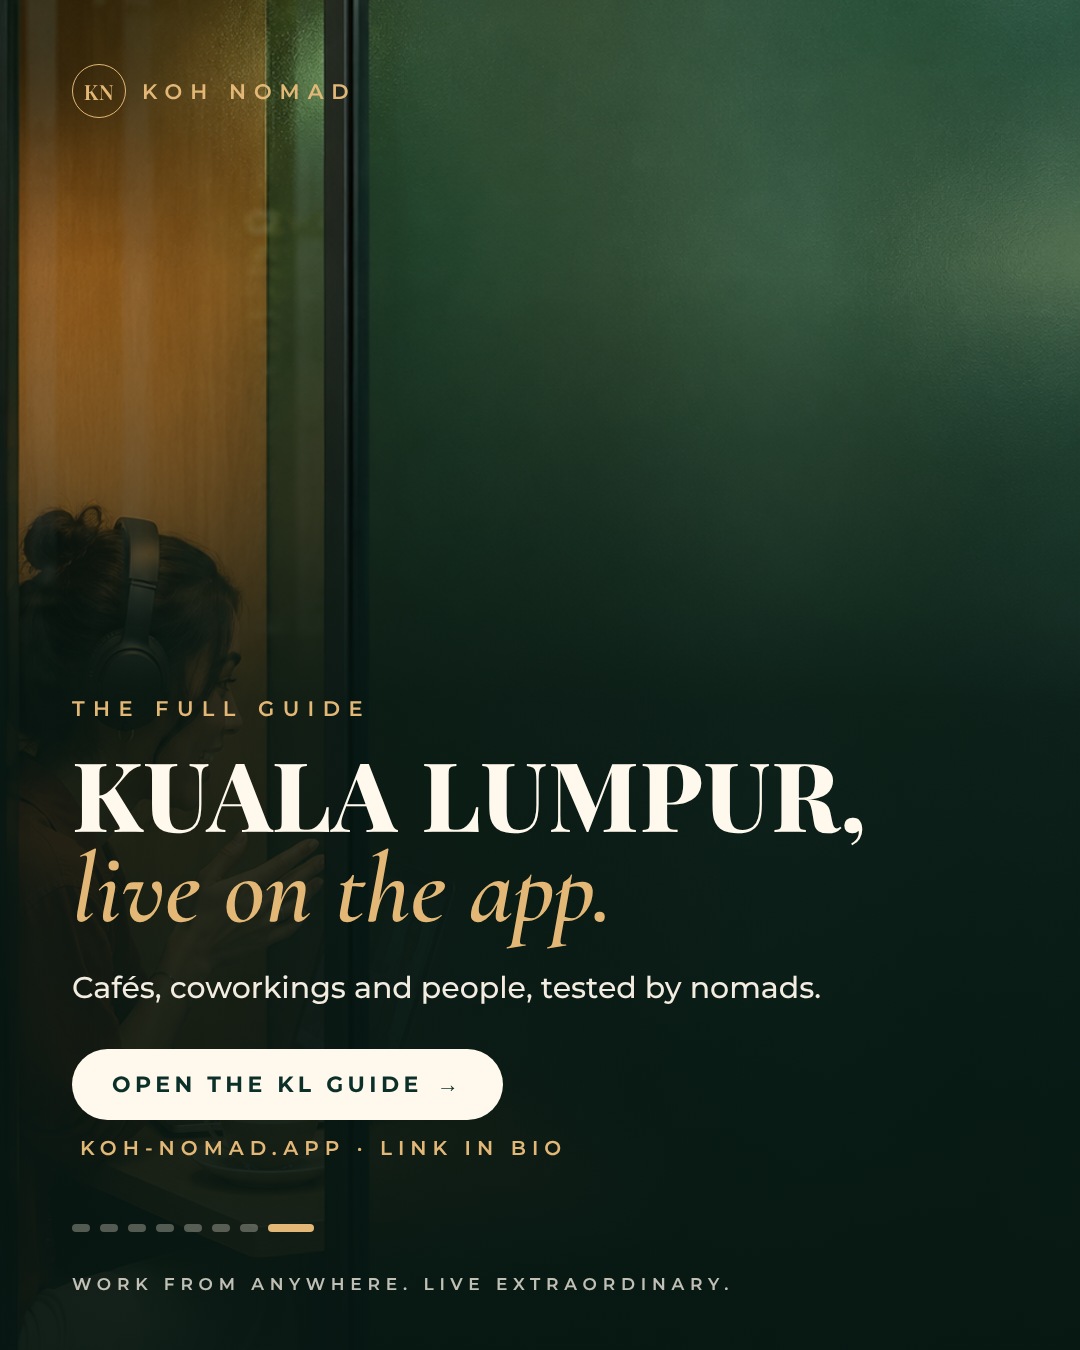 KN KOH NOMAD
THE FULL GUIDE
KUALA LUMPUR,
live on the app.
Cafés, coworkings and people, tested by nomads.
OPEN THE KL GUIDE →
KOH-NOMAD.APP · LINK IN BIO
WORK FROM ANYWHERE. LIVE EXTRAORDINARY.